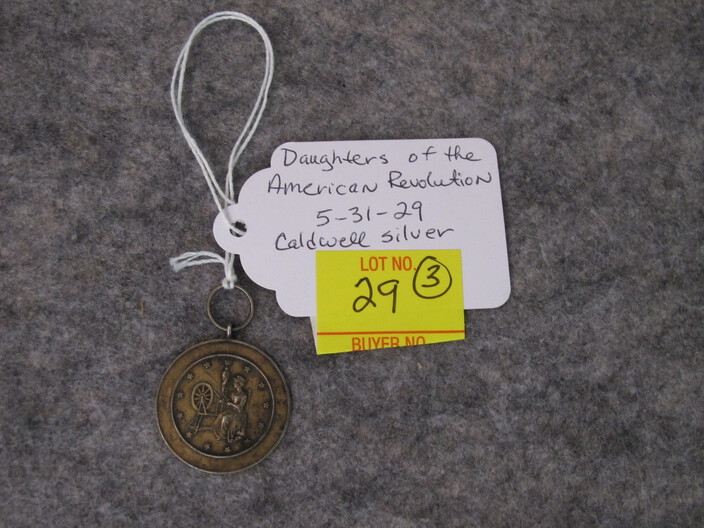 Daughters of the
American Revolution
5-31-29
Caldwell silver
LOT NO.
29 3
BUYER NO.